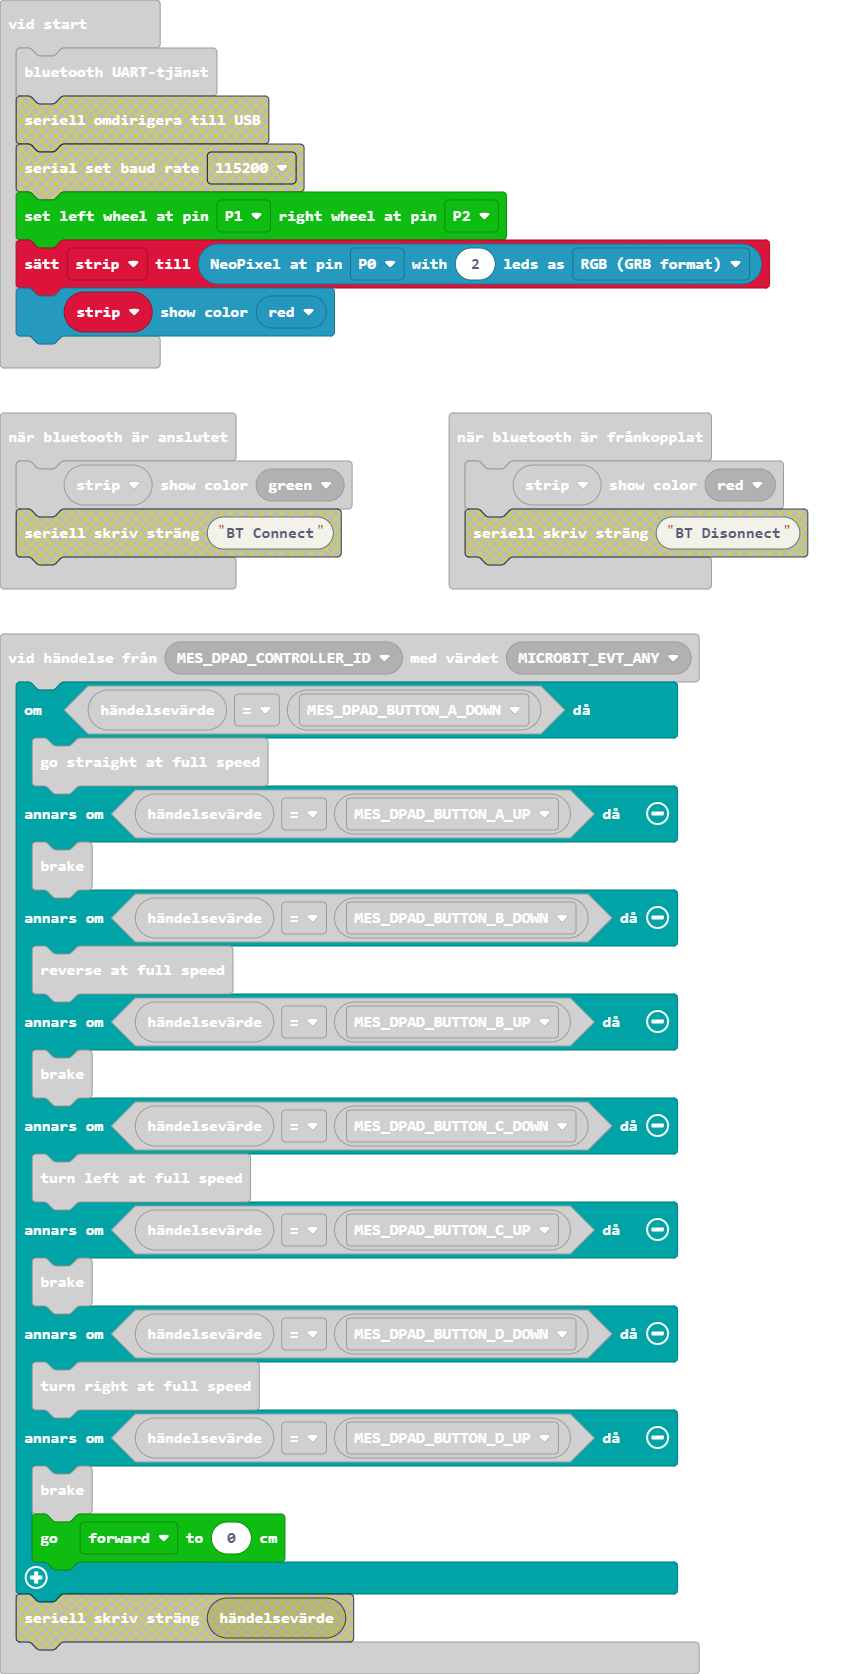 vid start
bluetooth UART-tjänst
seriell omdirigera till USB
serial set baud rate 115200
set left wheel at pin P1 right wheel at pin P2
sätt strip till NeoPixel at pin P0 with 2 leds as RGB (GRB format)
strip show color red
när bluetooth är anslutet
strip show color green
seriell skriv sträng "BT Connect"
när bluetooth är frånkopplat
strip show color red
seriell skriv sträng "BT Disonnect"
vid händelse från MES_DPAD_CONTROLLER_ID med värdet MICROBIT_EVT_ANY
om händelsevärde = MES_DPAD_BUTTON_A_DOWN då
go straight at full speed
annars om händelsevärde = MES_DPAD_BUTTON_A_UP då
brake
annars om händelsevärde = MES_DPAD_BUTTON_B_DOWN då
reverse at full speed
annars om händelsevärde = MES_DPAD_BUTTON_B_UP då
brake
annars om händelsevärde = MES_DPAD_BUTTON_C_DOWN då
turn left at full speed
annars om händelsevärde = MES_DPAD_BUTTON_C_UP då
brake
annars om händelsevärde = MES_DPAD_BUTTON_D_DOWN då
turn right at full speed
annars om händelsevärde = MES_DPAD_BUTTON_D_UP då
brake
go forward to 0 cm
seriell skriv sträng händelsevärde